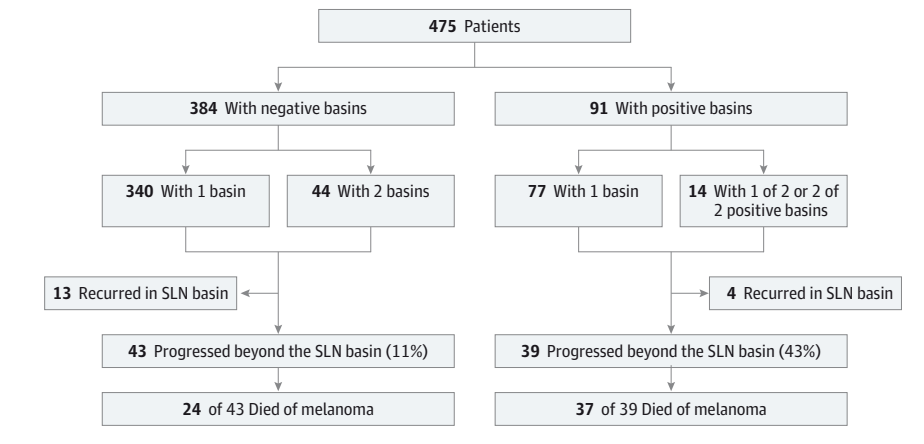 475 Patients
384 With negative basins
91 With positive basins
340 With 1 basin
44 With 2 basins
77 With 1 basin
14 With 1 of 2 or 2 of
2 positive basins
13 Recurred in SLN basin
4 Recurred in SLN basin
43 Progressed beyond the SLN basin (11%)
39 Progressed beyond the SLN basin (43%)
24 of 43 Died of melanoma
37 of 39 Died of melanoma